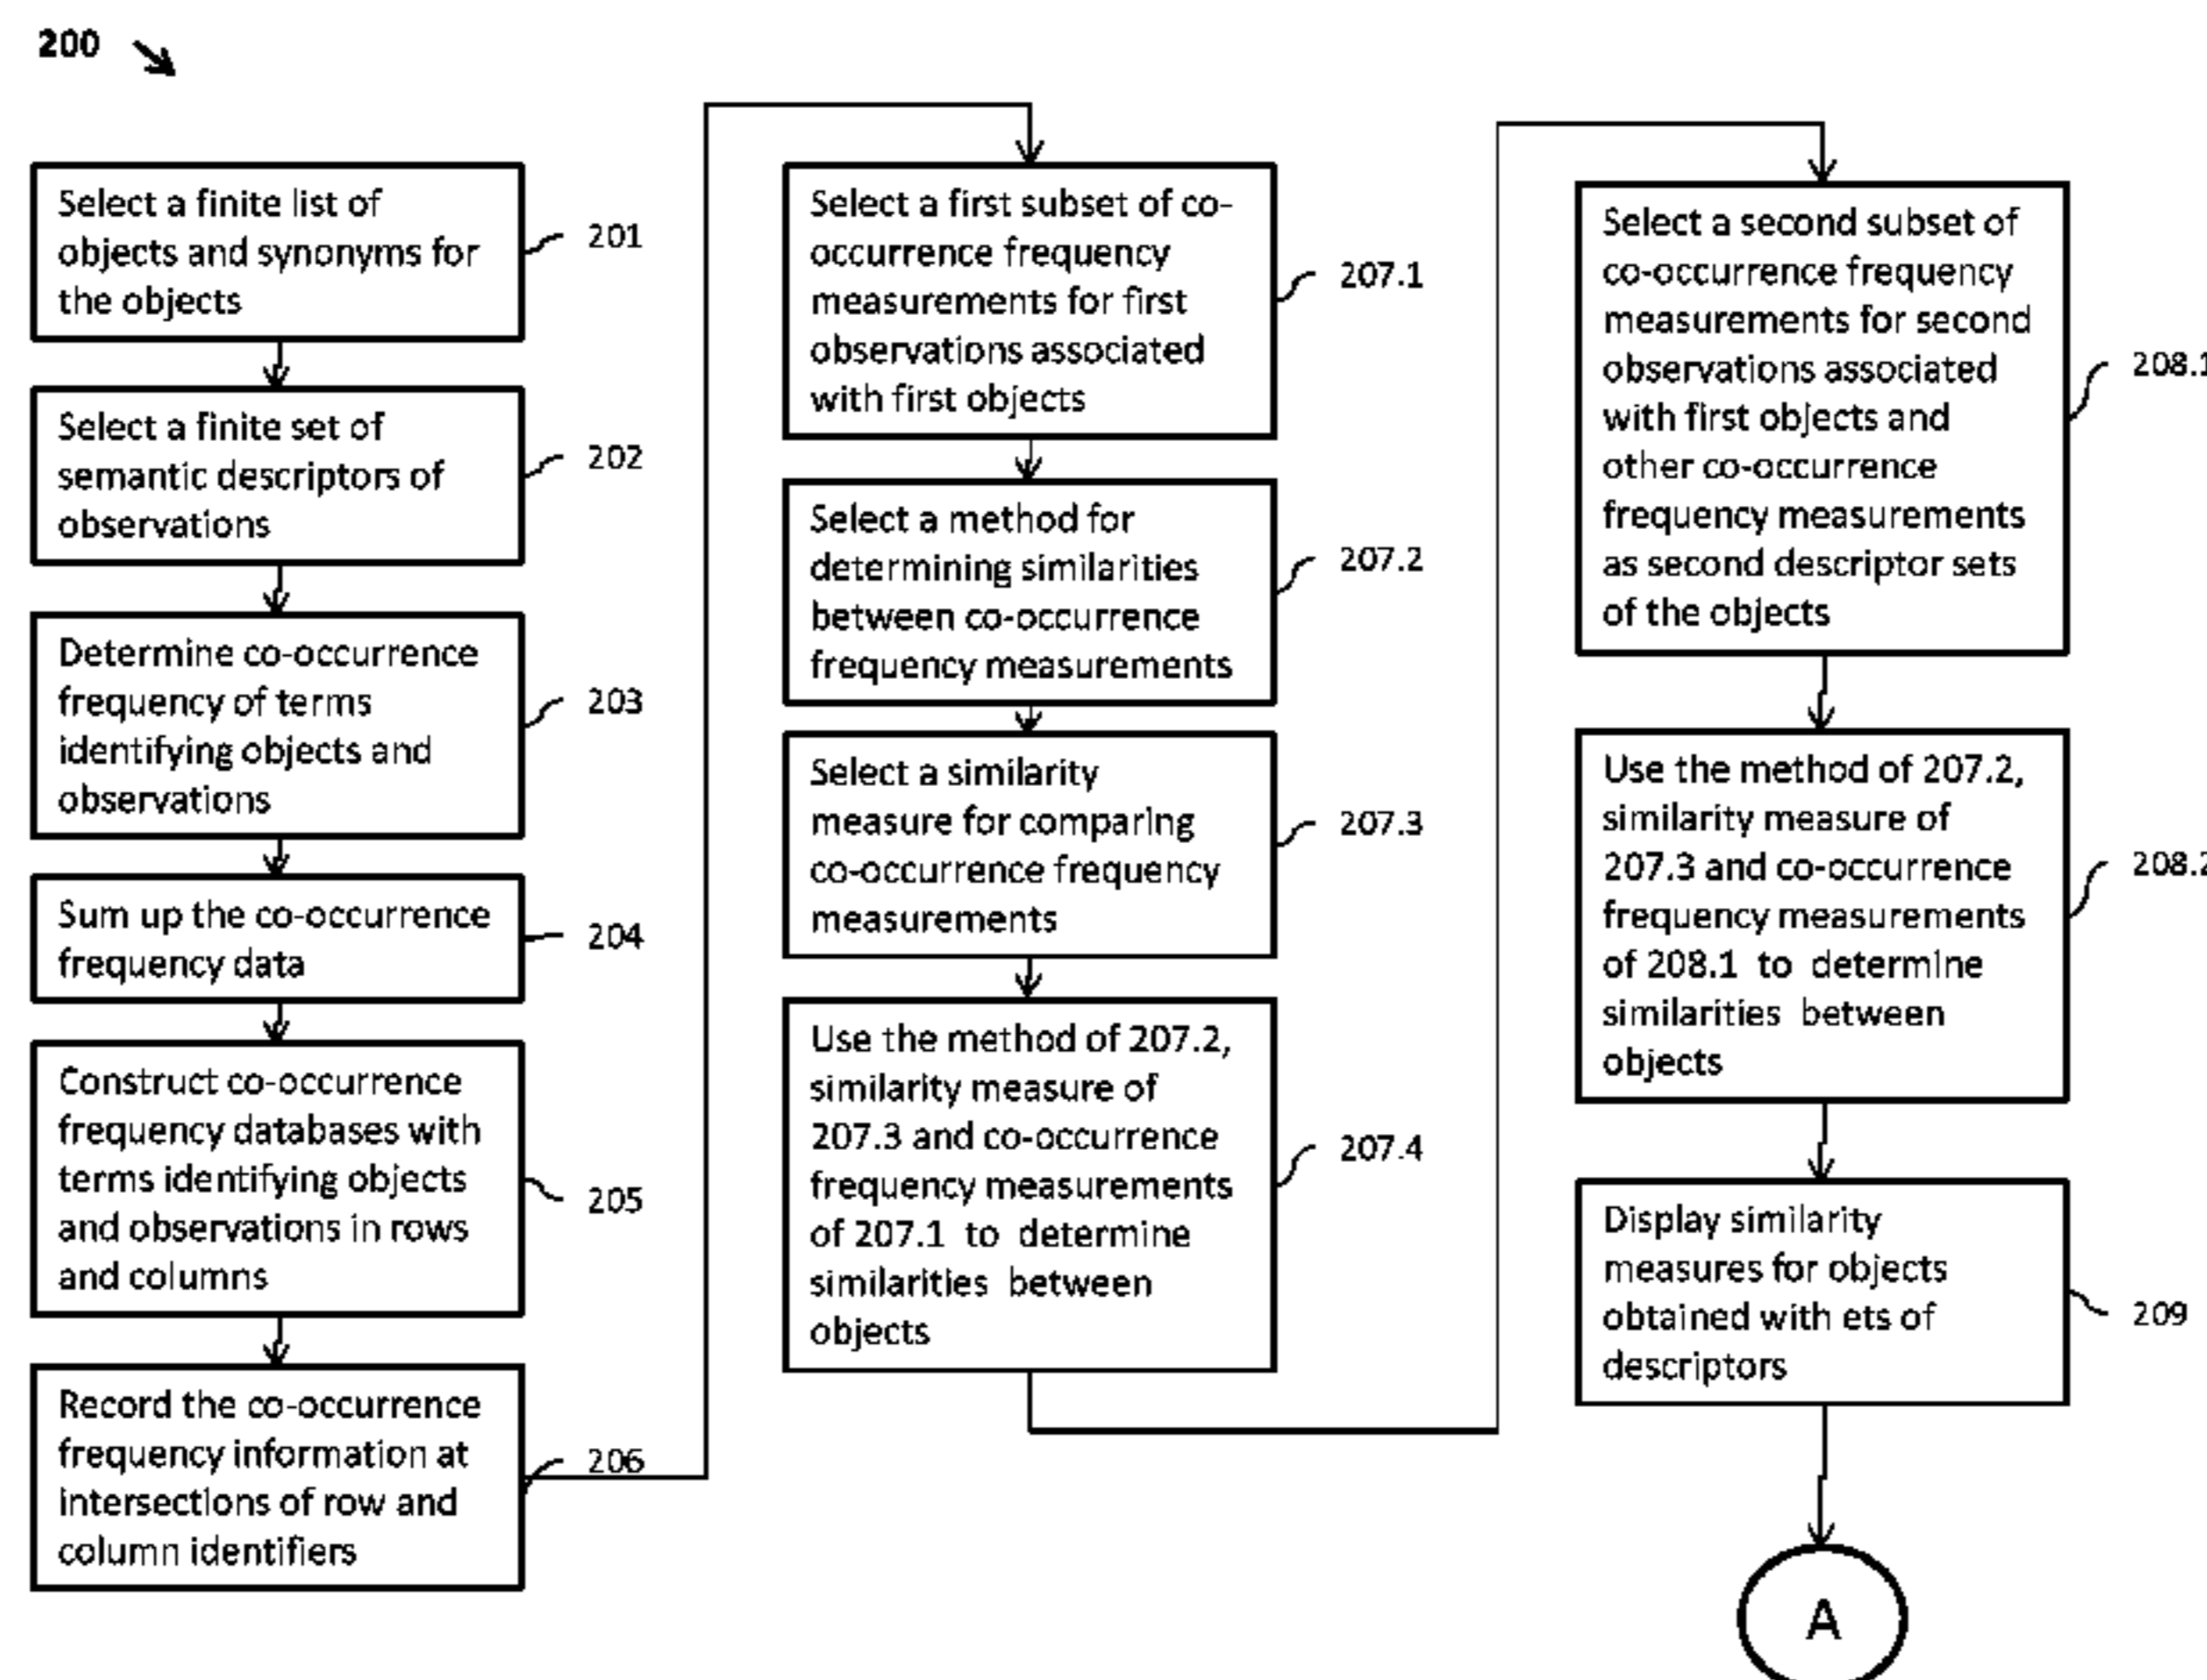 200
Select a finite list of
objects and synonyms for
the objects
201
Select a finite set of
semantic descriptors of
observations
202
Determine co-occurrence
frequency of terms
identifying objects and
observations
203
Sum up the co-occurrence
frequency data
204
Construct co-occurrence
frequency databases with
terms identifying objects
and observations in rows
and columns
205
Record the co-occurrence
frequency information at
intersections of row and
column identifiers
206
Select a first subset of co-
occurrence frequency
measurements for first
observations associated
with first objects
207.1
Select a method for
determining similarities
between co-occurrence
frequency measurements
207.2
Select a similarity
measure for comparing
co-occurrence frequency
measurements
207.3
Use the method of 207.2,
similarity measure of
207.3 and co-occurrence
frequency measurements
of 207.1 to determine
similarities between
objects
207.4
Select a second subset of
co-occurrence frequency
measurements for second
observations associated
with first objects and
other co-occurrence
frequency measurements
as second descriptor sets
of the objects
208.1
Use the method of 207.2,
similarity measure of
207.3 and co-occurrence
frequency measurements
of 208.1 to determine
similarities between
objects
208.2
Display similarity
measures for objects
obtained with ets of
descriptors
209
A